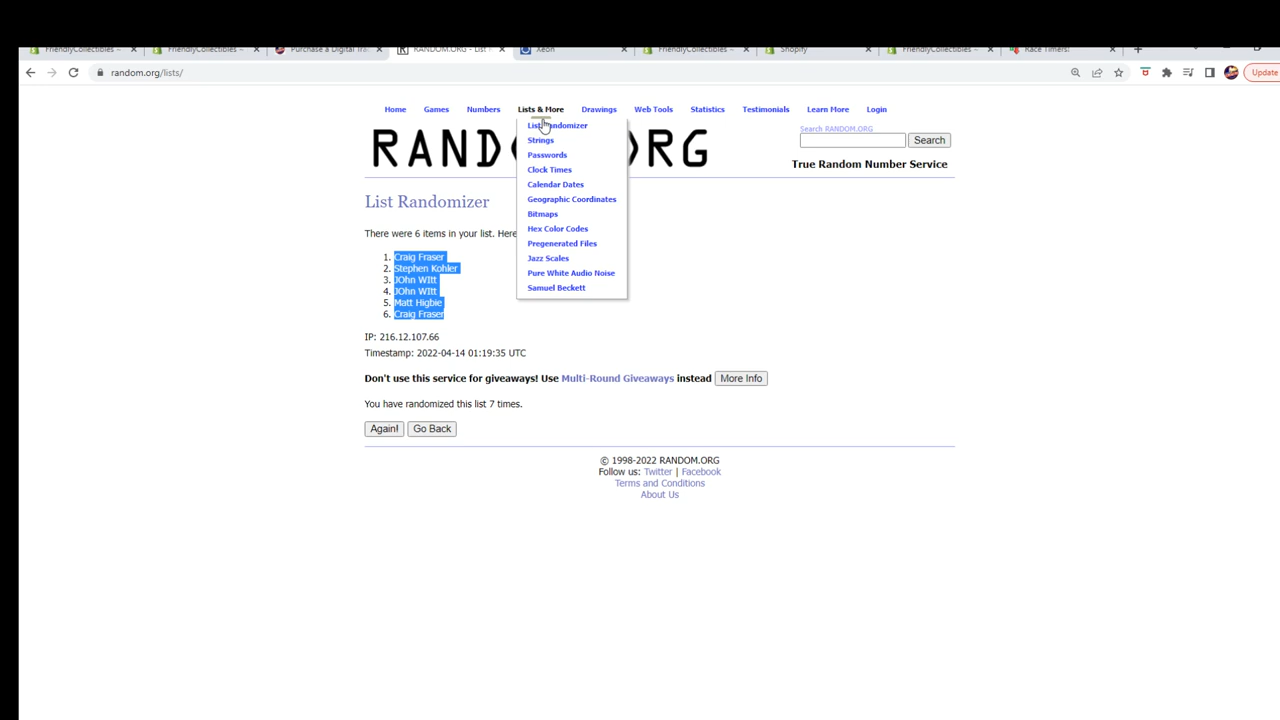 FriendlyCollectibles – FriendlyCollectibles – Purchase a Digital Tri RANDOM.ORG - List Xeon FriendlyCollectibles – Shopify FriendlyCollectibles – Race Timers!
random.org/lists/ Update
Home Games Numbers Lists & More Drawings Web Tools Statistics Testimonials Learn More Login
List Randomizer
Strings
Passwords
Clock Times
Calendar Dates
Geographic Coordinates
Bitmaps
Hex Color Codes
Pregenerated Files
Jazz Scales
Pure White Audio Noise
Samuel Beckett
RAND RG
Search RANDOM.ORG
Search
True Random Number Service
List Randomizer
There were 6 items in your list. Here
1. Craig Fraser
2. Stephen Kohler
3. JOhn WItt
4. JOhn WItt
5. Matt Higbie
6. Craig Fraser
IP: 216.12.107.66
Timestamp: 2022-04-14 01:19:35 UTC
Don't use this service for giveaways! Use Multi-Round Giveaways instead More Info
You have randomized this list 7 times.
Again! Go Back
© 1998-2022 RANDOM.ORG
Follow us: Twitter | Facebook
Terms and Conditions
About Us